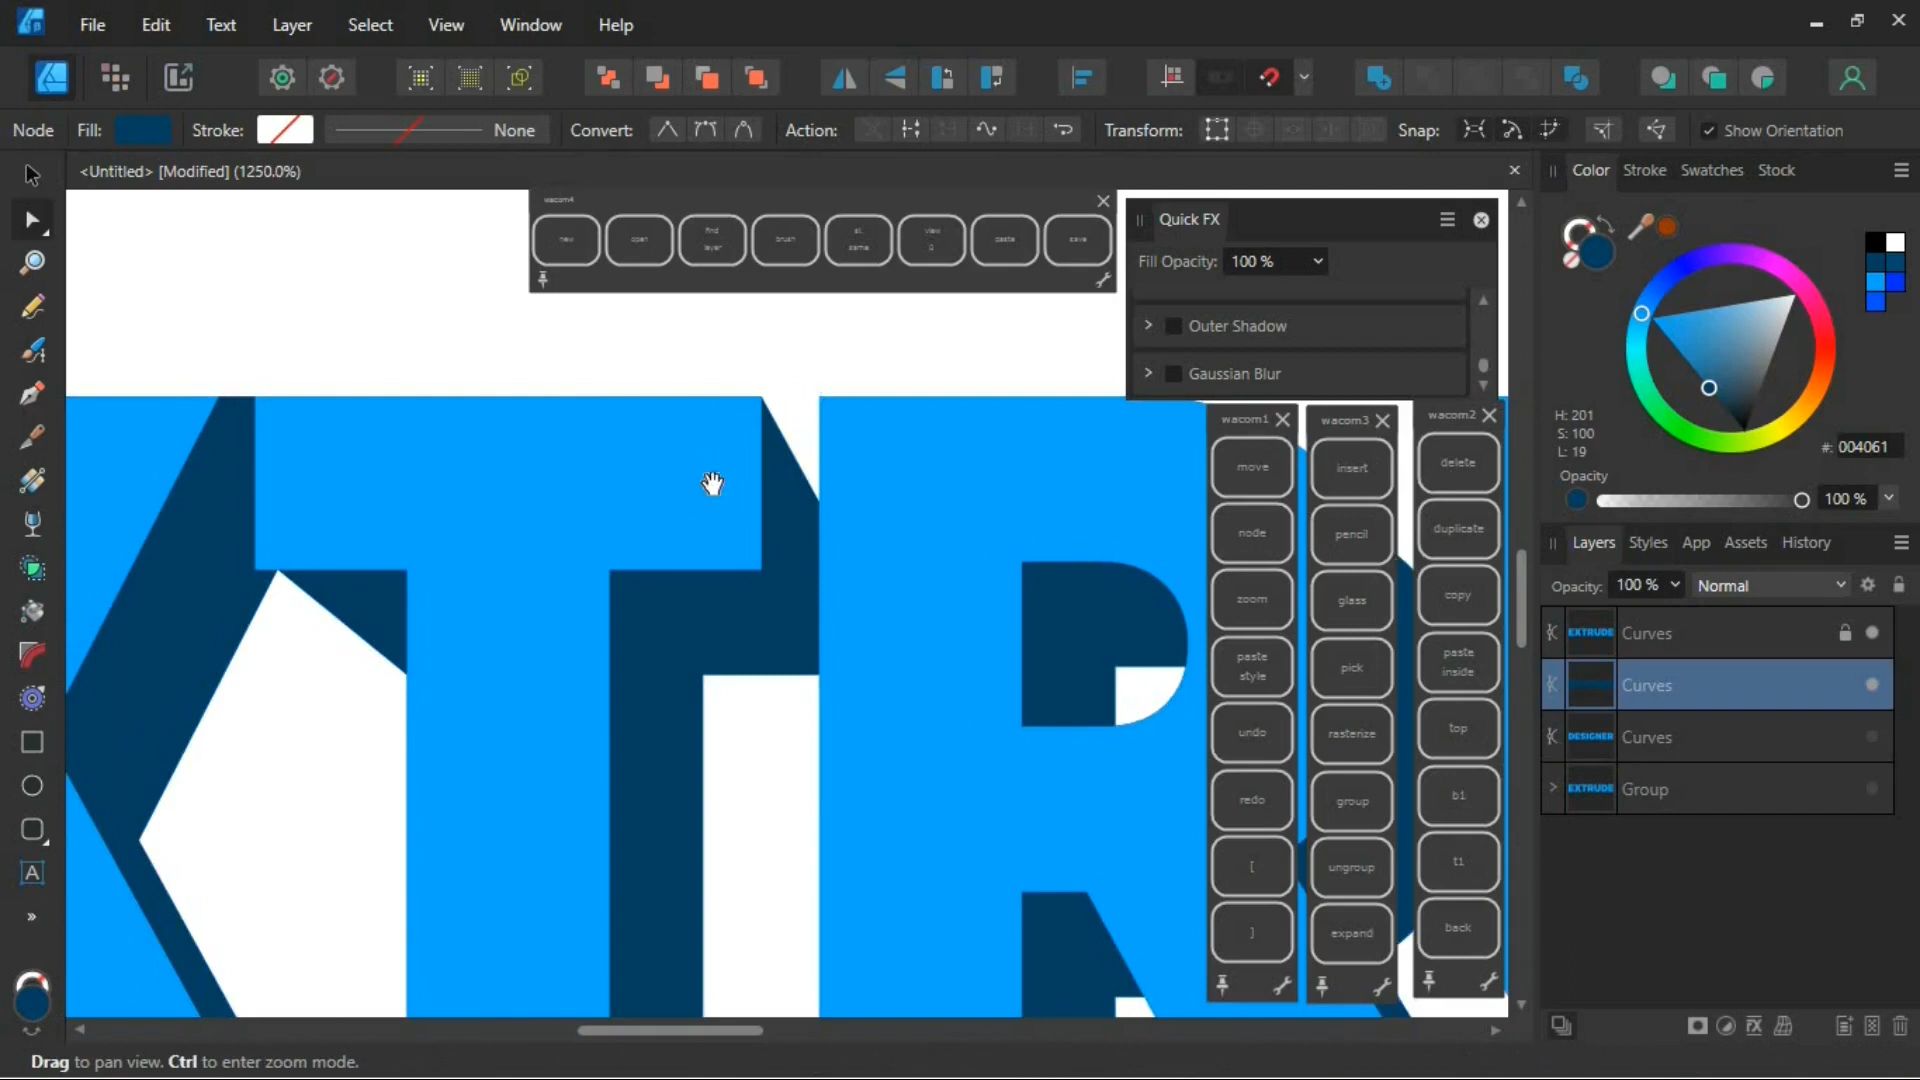 File Edit Text Layer Select View Window Help
Node Fill: Stroke: None Convert: Action: Transform: Snap: Show Orientation
<Untitled> [Modified] (1250.0%)
Color Stroke Swatches Stock
wacom4
new open find layer brush sl. same view 0 paste save
Quick FX
Fill Opacity: 100 %
Outer Shadow
Gaussian Blur
H: 201
S: 100
L: 19
#: 004061
Opacity
100 %
TR
wacom1
move
node
zoom
paste style
undo
redo
[
]
wacom3
insert
pencil
glass
pick
rasterize
group
ungroup
expand
wacom2
delete
duplicate
copy
paste inside
top
b1
t1
back
Layers Styles App Assets History
Opacity: 100 % Normal
EXTRUDE Curves
Curves
DESIGNER Curves
EXTRUDE Group
Drag to pan view. Ctrl to enter zoom mode.